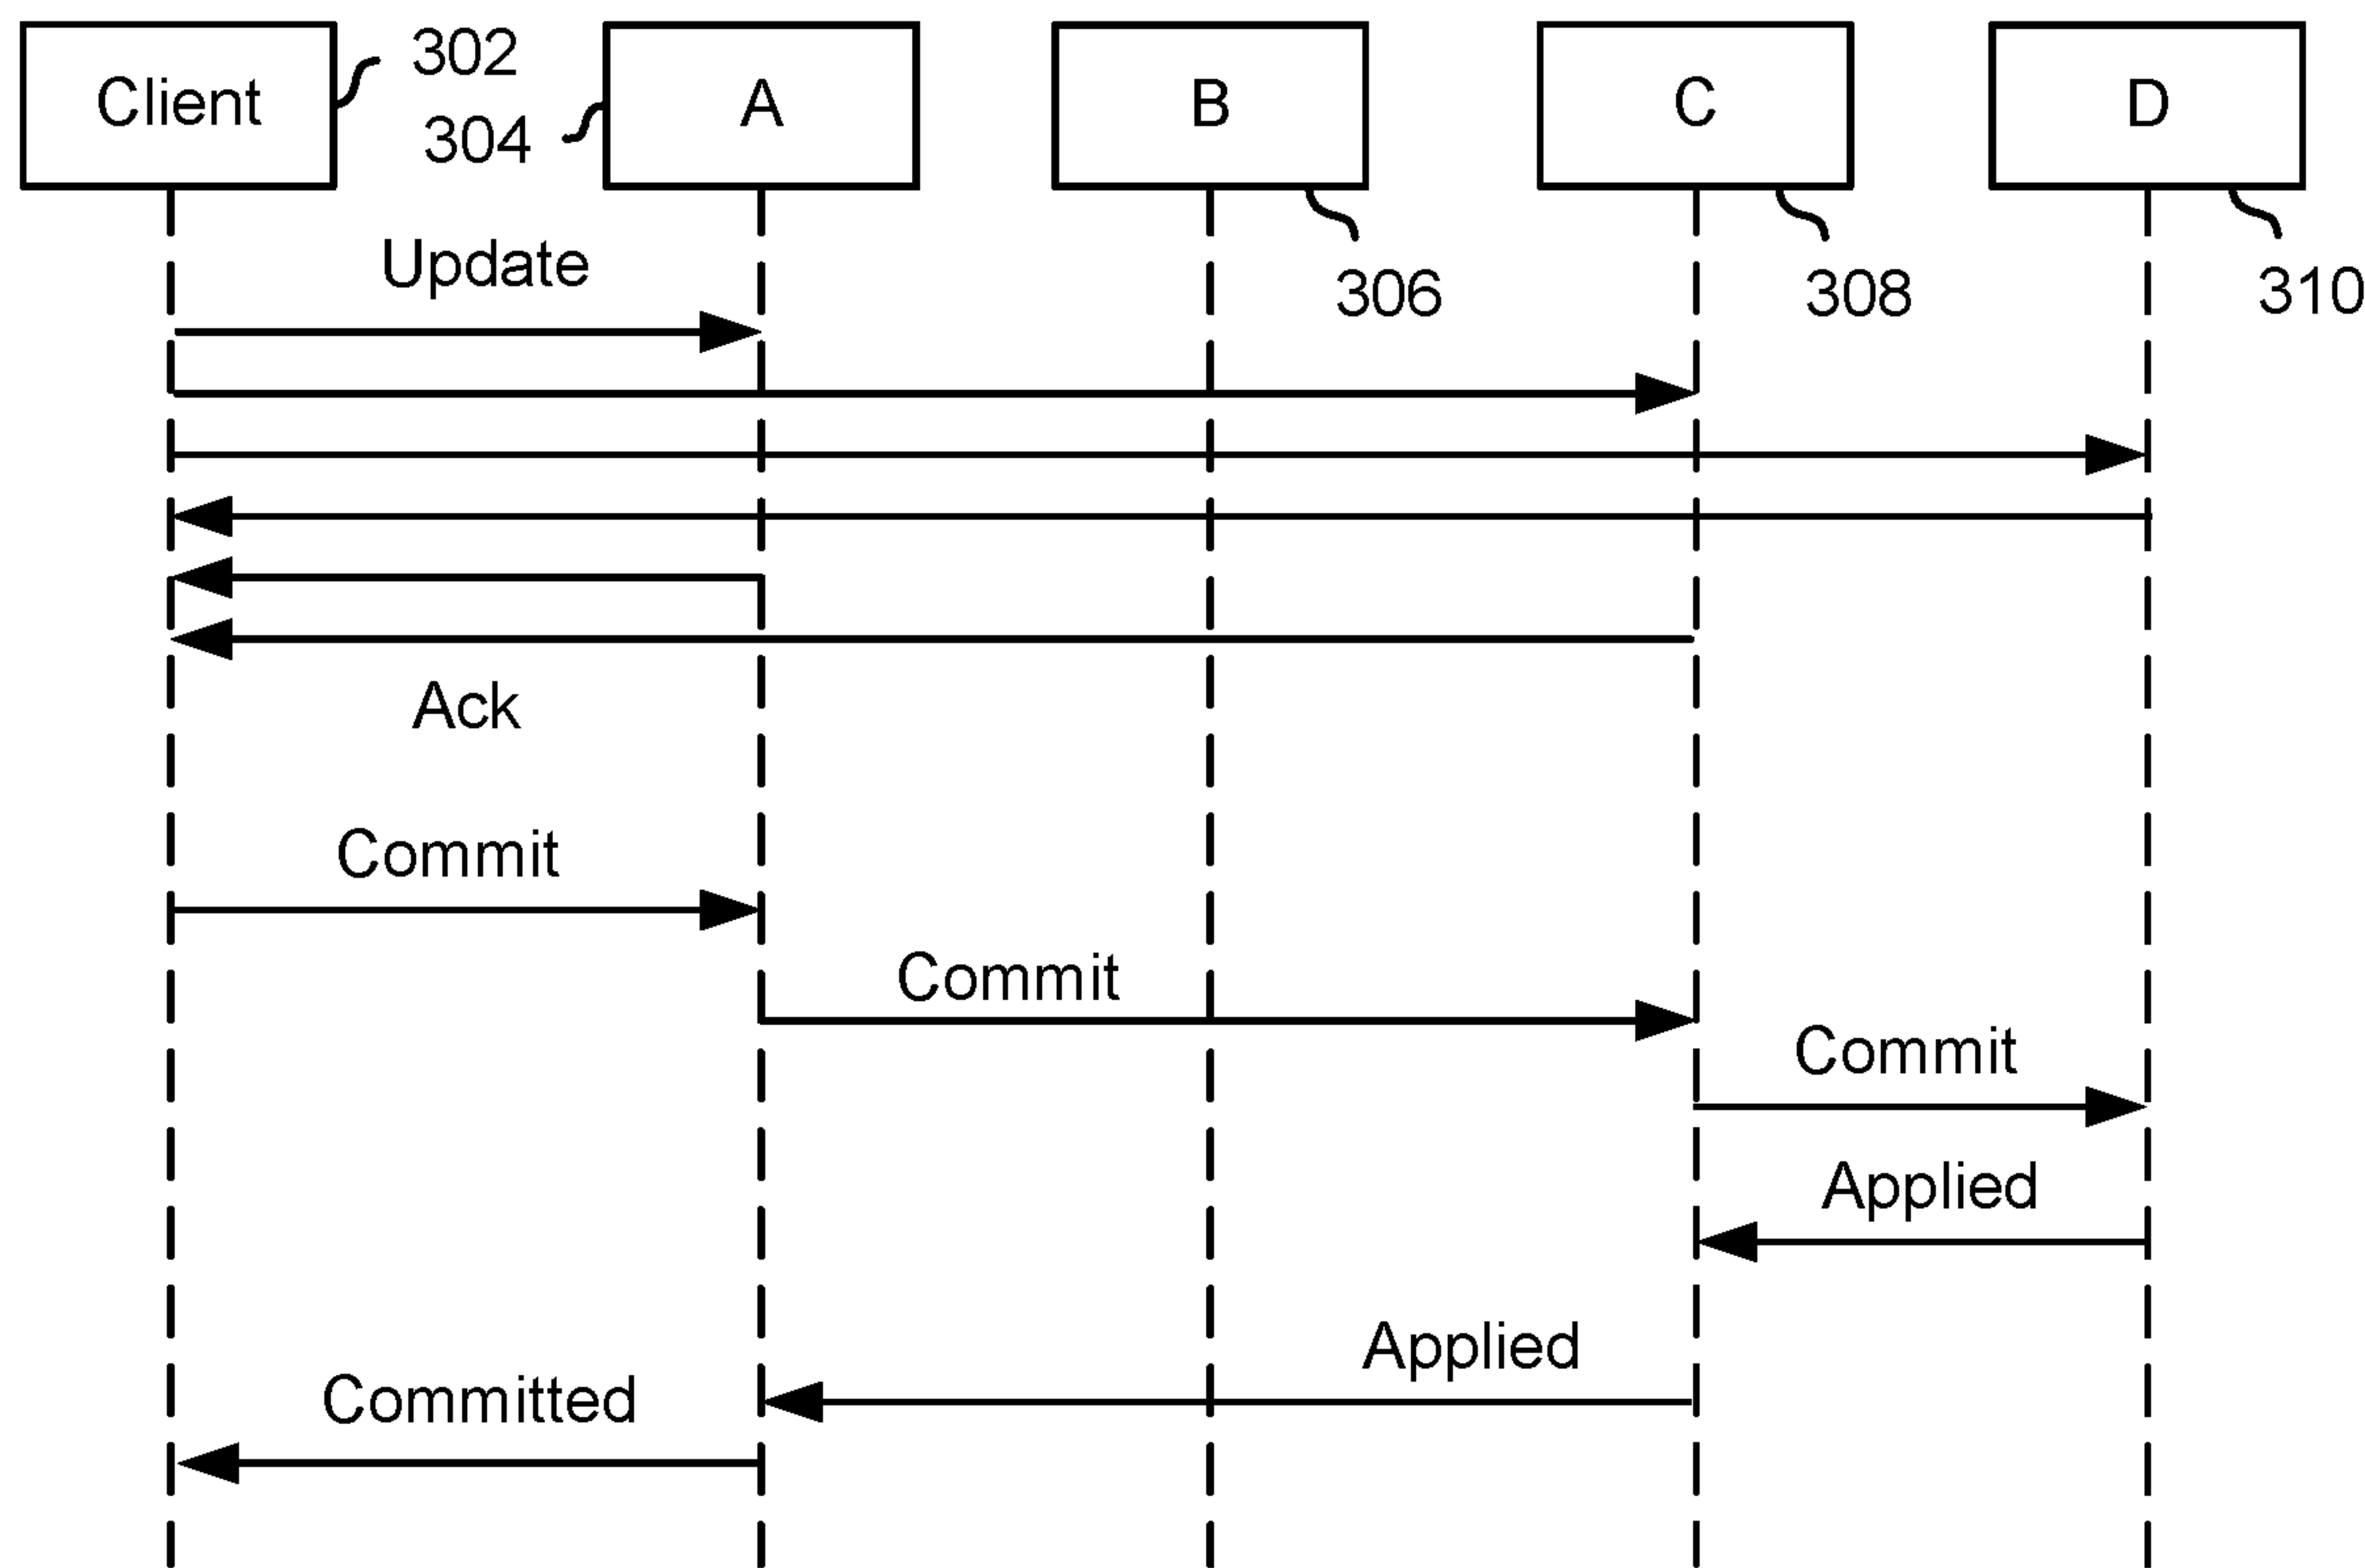 Client
302
304
A
B
C
D
306
308
310
Update
Ack
Commit
Commit
Commit
Applied
Applied
Committed